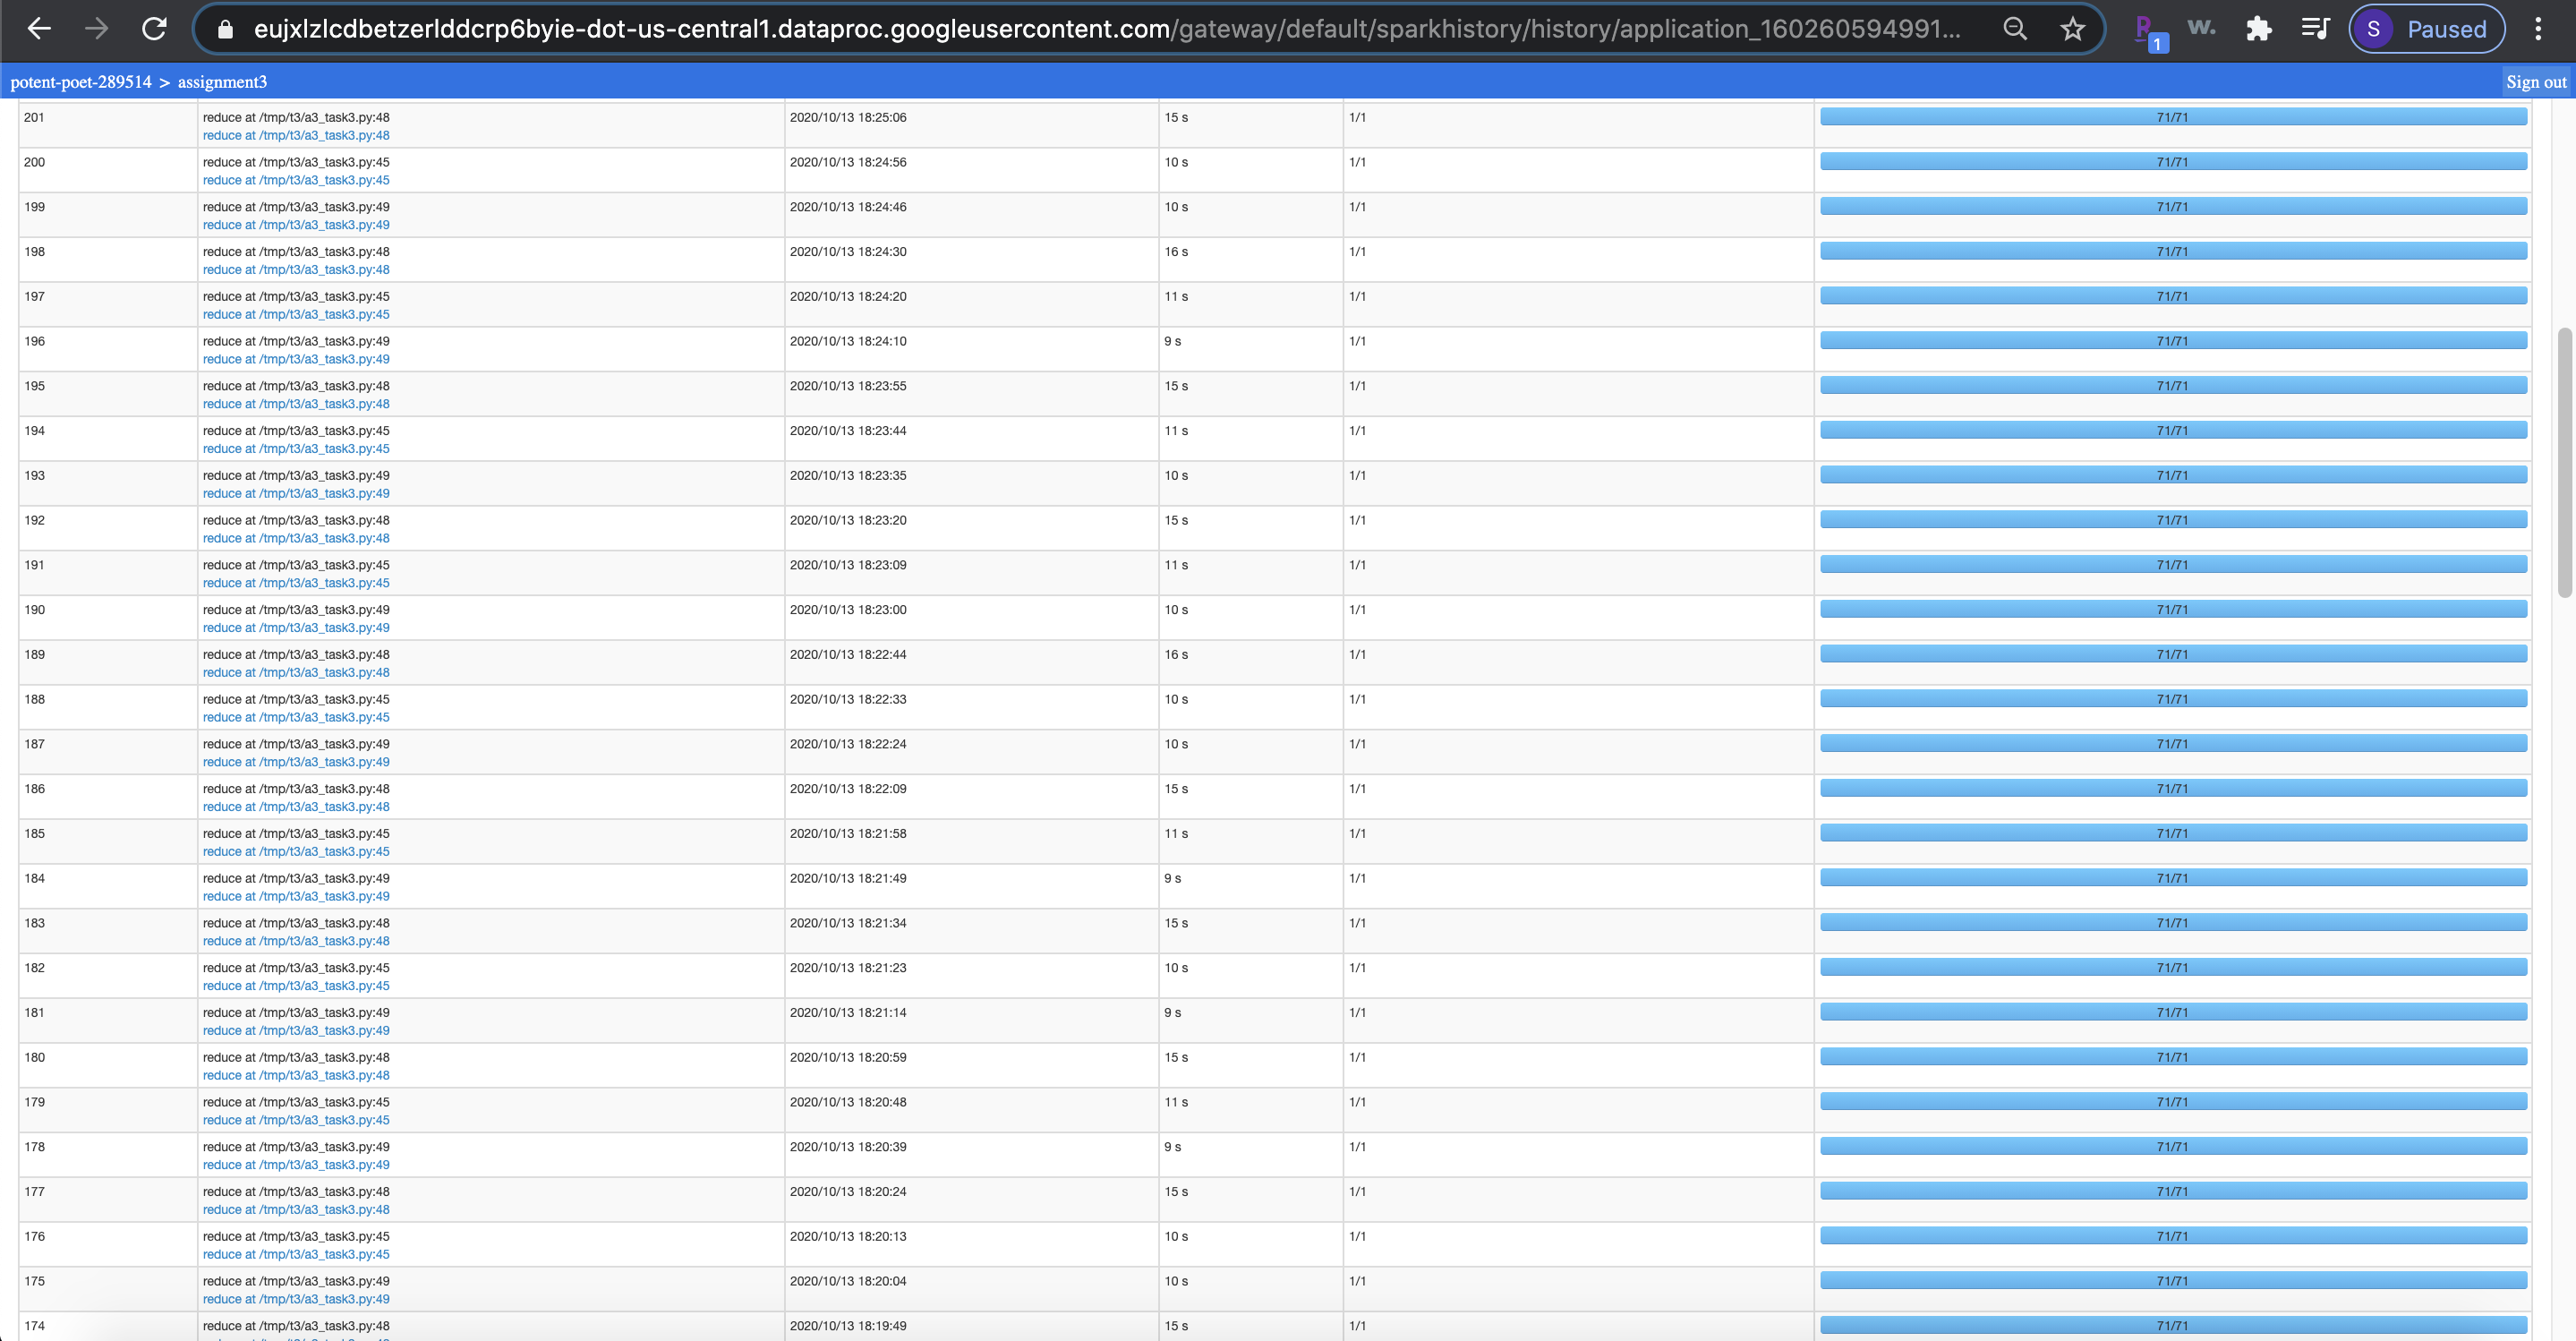 eujxlzlcdbetzerlddcrp6byie-dot-us-central1.dataproc.googleusercontent.com/gateway/default/sparkhistory/history/application_160260594991... 1 W. S Paused
potent-poet-289514 > assignment3 Sign out
201 reduce at /tmp/t3/a3_task3.py:48 2020/10/13 18:25:06 15 s 1/1 71/71
reduce at /tmp/t3/a3_task3.py:48
200 reduce at /tmp/t3/a3_task3.py:45 2020/10/13 18:24:56 10 s 1/1 71/71
reduce at /tmp/t3/a3_task3.py:45
199 reduce at /tmp/t3/a3_task3.py:49 2020/10/13 18:24:46 10 s 1/1 71/71
reduce at /tmp/t3/a3_task3.py:49
198 reduce at /tmp/t3/a3_task3.py:48 2020/10/13 18:24:30 16 s 1/1 71/71
reduce at /tmp/t3/a3_task3.py:48
197 reduce at /tmp/t3/a3_task3.py:45 2020/10/13 18:24:20 11 s 1/1 71/71
reduce at /tmp/t3/a3_task3.py:45
196 reduce at /tmp/t3/a3_task3.py:49 2020/10/13 18:24:10 9 s 1/1 71/71
reduce at /tmp/t3/a3_task3.py:49
195 reduce at /tmp/t3/a3_task3.py:48 2020/10/13 18:23:55 15 s 1/1 71/71
reduce at /tmp/t3/a3_task3.py:48
194 reduce at /tmp/t3/a3_task3.py:45 2020/10/13 18:23:44 11 s 1/1 71/71
reduce at /tmp/t3/a3_task3.py:45
193 reduce at /tmp/t3/a3_task3.py:49 2020/10/13 18:23:35 10 s 1/1 71/71
reduce at /tmp/t3/a3_task3.py:49
192 reduce at /tmp/t3/a3_task3.py:48 2020/10/13 18:23:20 15 s 1/1 71/71
reduce at /tmp/t3/a3_task3.py:48
191 reduce at /tmp/t3/a3_task3.py:45 2020/10/13 18:23:09 11 s 1/1 71/71
reduce at /tmp/t3/a3_task3.py:45
190 reduce at /tmp/t3/a3_task3.py:49 2020/10/13 18:23:00 10 s 1/1 71/71
reduce at /tmp/t3/a3_task3.py:49
189 reduce at /tmp/t3/a3_task3.py:48 2020/10/13 18:22:44 16 s 1/1 71/71
reduce at /tmp/t3/a3_task3.py:48
188 reduce at /tmp/t3/a3_task3.py:45 2020/10/13 18:22:33 10 s 1/1 71/71
reduce at /tmp/t3/a3_task3.py:45
187 reduce at /tmp/t3/a3_task3.py:49 2020/10/13 18:22:24 10 s 1/1 71/71
reduce at /tmp/t3/a3_task3.py:49
186 reduce at /tmp/t3/a3_task3.py:48 2020/10/13 18:22:09 15 s 1/1 71/71
reduce at /tmp/t3/a3_task3.py:48
185 reduce at /tmp/t3/a3_task3.py:45 2020/10/13 18:21:58 11 s 1/1 71/71
reduce at /tmp/t3/a3_task3.py:45
184 reduce at /tmp/t3/a3_task3.py:49 2020/10/13 18:21:49 9 s 1/1 71/71
reduce at /tmp/t3/a3_task3.py:49
183 reduce at /tmp/t3/a3_task3.py:48 2020/10/13 18:21:34 15 s 1/1 71/71
reduce at /tmp/t3/a3_task3.py:48
182 reduce at /tmp/t3/a3_task3.py:45 2020/10/13 18:21:23 10 s 1/1 71/71
reduce at /tmp/t3/a3_task3.py:45
181 reduce at /tmp/t3/a3_task3.py:49 2020/10/13 18:21:14 9 s 1/1 71/71
reduce at /tmp/t3/a3_task3.py:49
180 reduce at /tmp/t3/a3_task3.py:48 2020/10/13 18:20:59 15 s 1/1 71/71
reduce at /tmp/t3/a3_task3.py:48
179 reduce at /tmp/t3/a3_task3.py:45 2020/10/13 18:20:48 11 s 1/1 71/71
reduce at /tmp/t3/a3_task3.py:45
178 reduce at /tmp/t3/a3_task3.py:49 2020/10/13 18:20:39 9 s 1/1 71/71
reduce at /tmp/t3/a3_task3.py:49
177 reduce at /tmp/t3/a3_task3.py:48 2020/10/13 18:20:24 15 s 1/1 71/71
reduce at /tmp/t3/a3_task3.py:48
176 reduce at /tmp/t3/a3_task3.py:45 2020/10/13 18:20:13 10 s 1/1 71/71
reduce at /tmp/t3/a3_task3.py:45
175 reduce at /tmp/t3/a3_task3.py:49 2020/10/13 18:20:04 10 s 1/1 71/71
reduce at /tmp/t3/a3_task3.py:49
174 reduce at /tmp/t3/a3_task3.py:48 2020/10/13 18:19:49 15 s 1/1 71/71